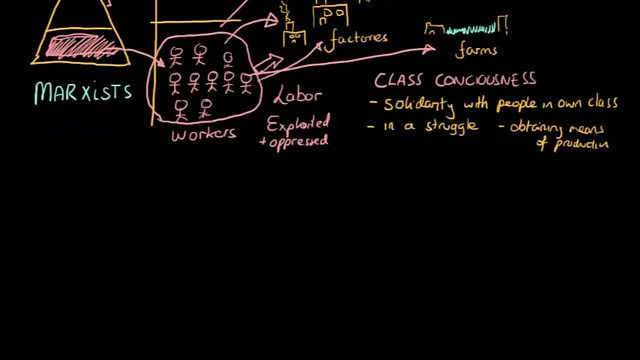 factories
farms
MARXISTS
Labor
CLASS CONCIOUSNESS
- Solidarity with people in own class
Exploited
+ oppressed
workers
- in a struggle
- obtaining means
of production